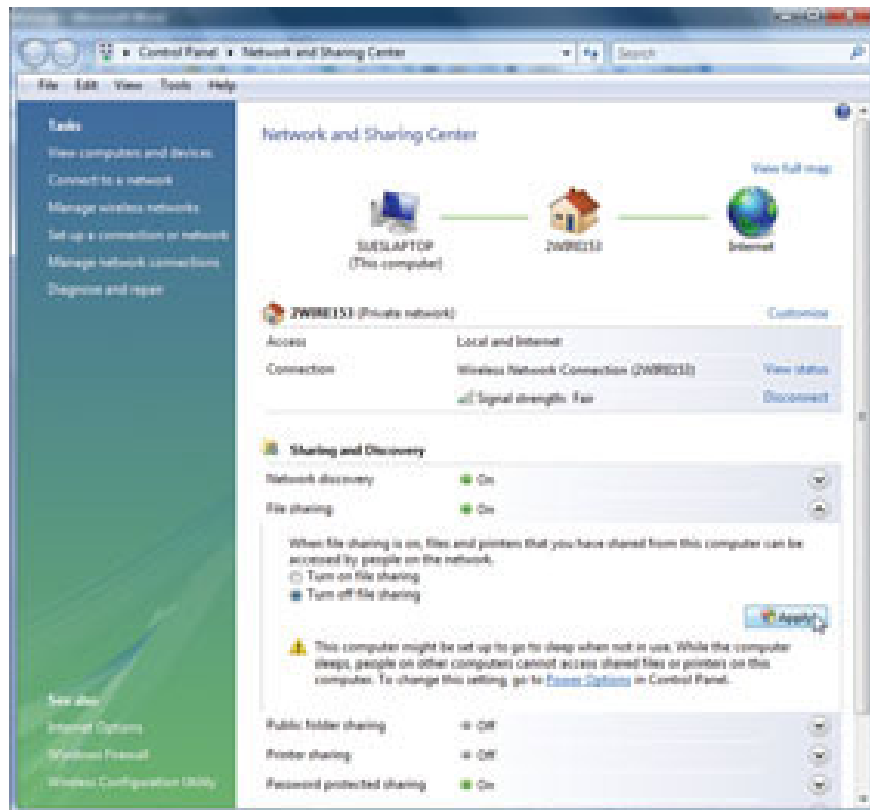 Control Panel ▸ Network and Sharing Center
Search
File Edit View Tools Help
Tasks
View computers and devices
Connect to a network
Manage wireless networks
Set up a connection or network
Manage network connections
Diagnose and repair
See also
Internet Options
Windows Firewall
Wireless Configuration Utility
Network and Sharing Center
View full map
SUESLAPTOP
(This computer)
2WIRE153
Internet
2WIRE153 (Private network)
Customize
Access Local and Internet
Connection Wireless Network Connection (2WIRE153) View status
Signal strength: Fair Disconnect
Sharing and Discovery
Network discovery On
File sharing On
When file sharing is on, files and printers that you have shared from this computer can be
accessed by people on the network.
Turn on file sharing
Turn off file sharing
Apply
This computer might be set up to go to sleep when not in use. While the computer
sleeps, people on other computers cannot access shared files or printers on this
computer. To change this setting, go to Power Options in Control Panel.
Public folder sharing Off
Printer sharing Off
Password protected sharing On